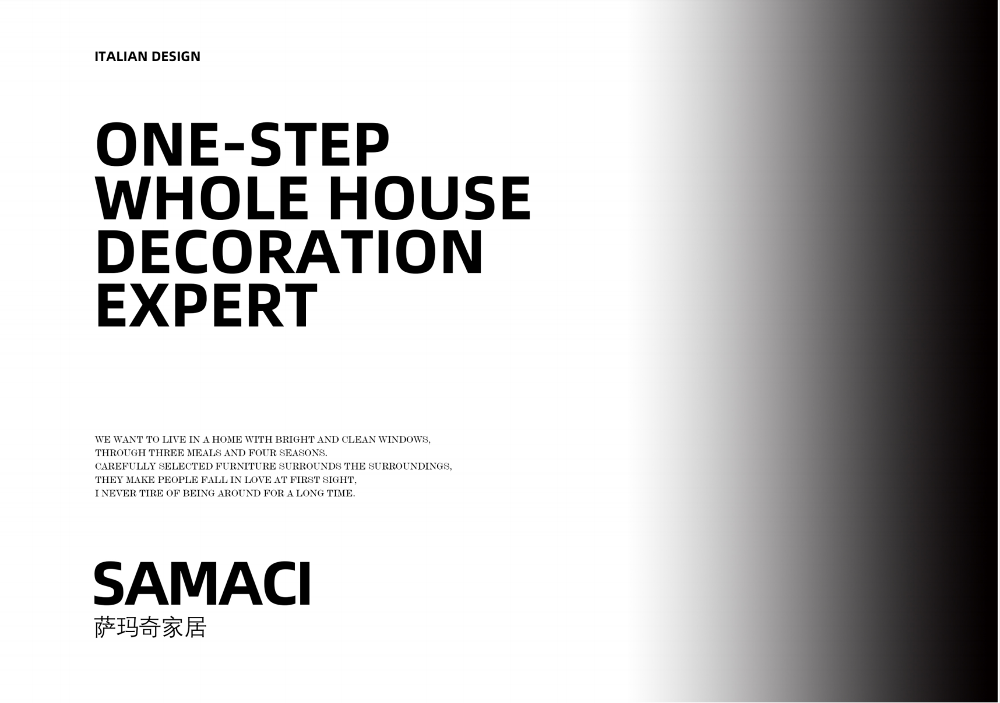 ITALIAN DESIGN
ONE-STEP
WHOLE HOUSE
DECORATION
EXPERT
WE WANT TO LIVE IN A HOME WITH BRIGHT AND CLEAN WINDOWS,
THROUGH THREE MEALS AND FOUR SEASONS.
CAREFULLY SELECTED FURNITURE SURROUNDS THE SURROUNDINGS,
THEY MAKE PEOPLE FALL IN LOVE AT FIRST SIGHT,
I NEVER TIRE OF BEING AROUND FOR A LONG TIME.
SAMACI
萨玛奇家居